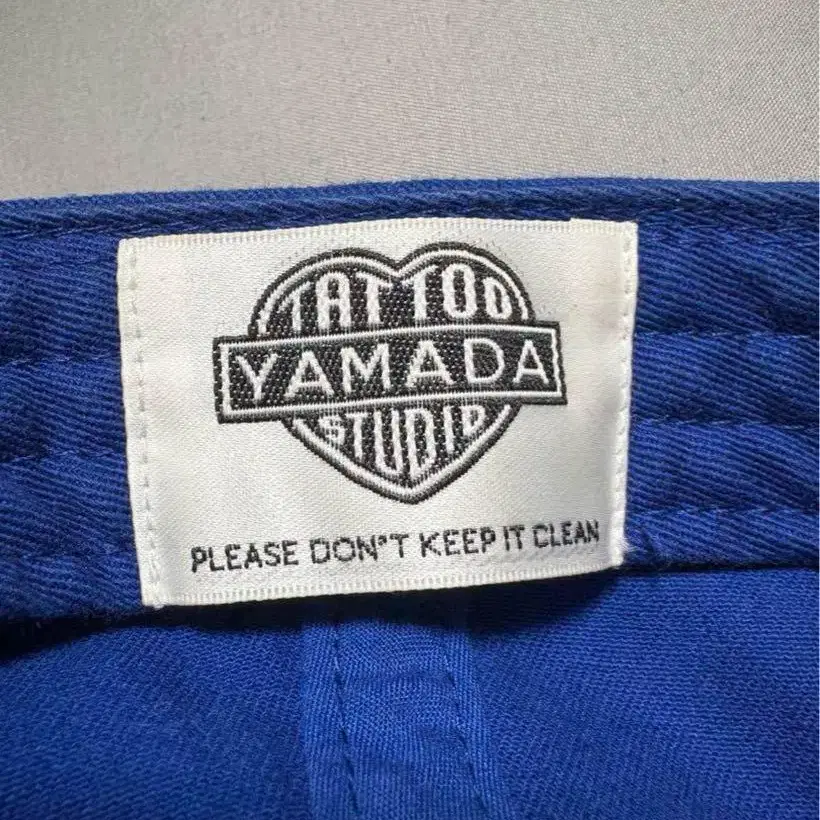 TATTOO
YAMADA
STUDIO
PLEASE DON'T KEEP IT CLEAN